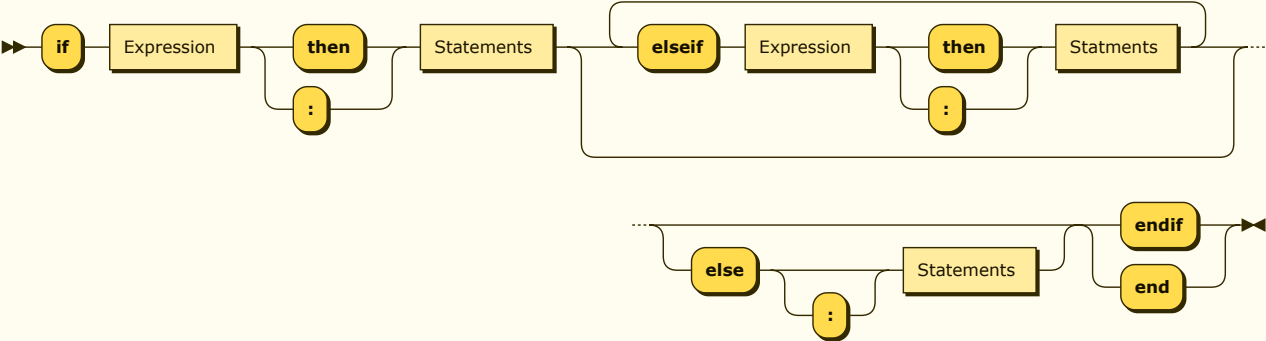 if Expression then Statements elseif Expression then Statments
: :
endif
else Statements
end
: